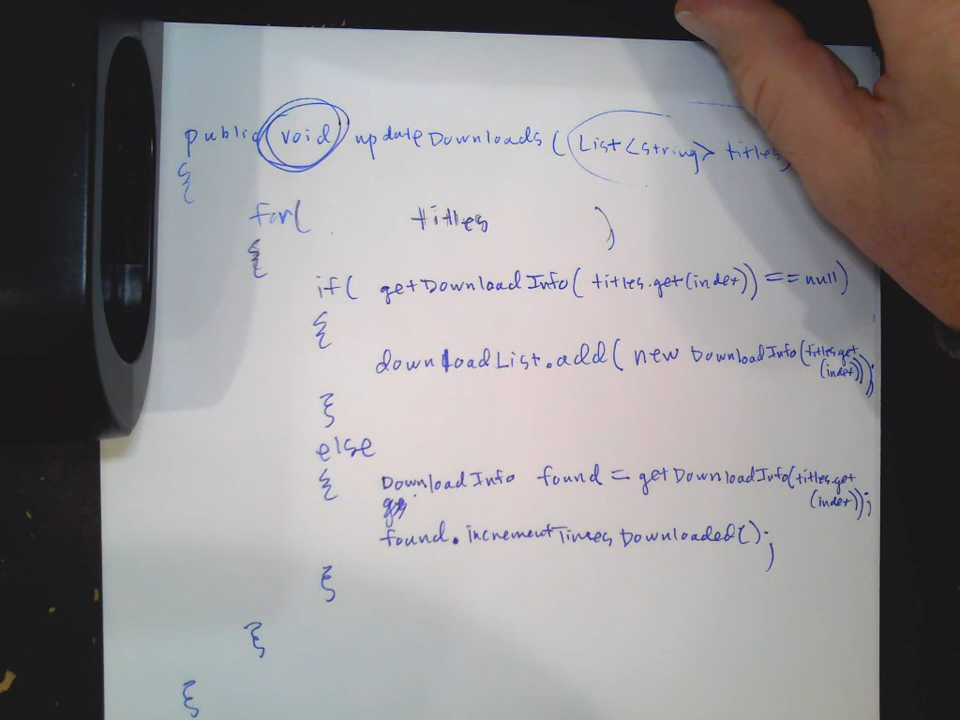 public void updateDownloads ( List<string> titles)
{
for( titles )
{
if( getDownloadInfo( titles.get(index)) == null)
{
downloadList.add( new DownloadInfo(titles.get
(index));
}
else
{ DownloadInfo found = getDownloadInfo(titles.get
(index));
found.incrementTimesDownloaded();
}
}
}